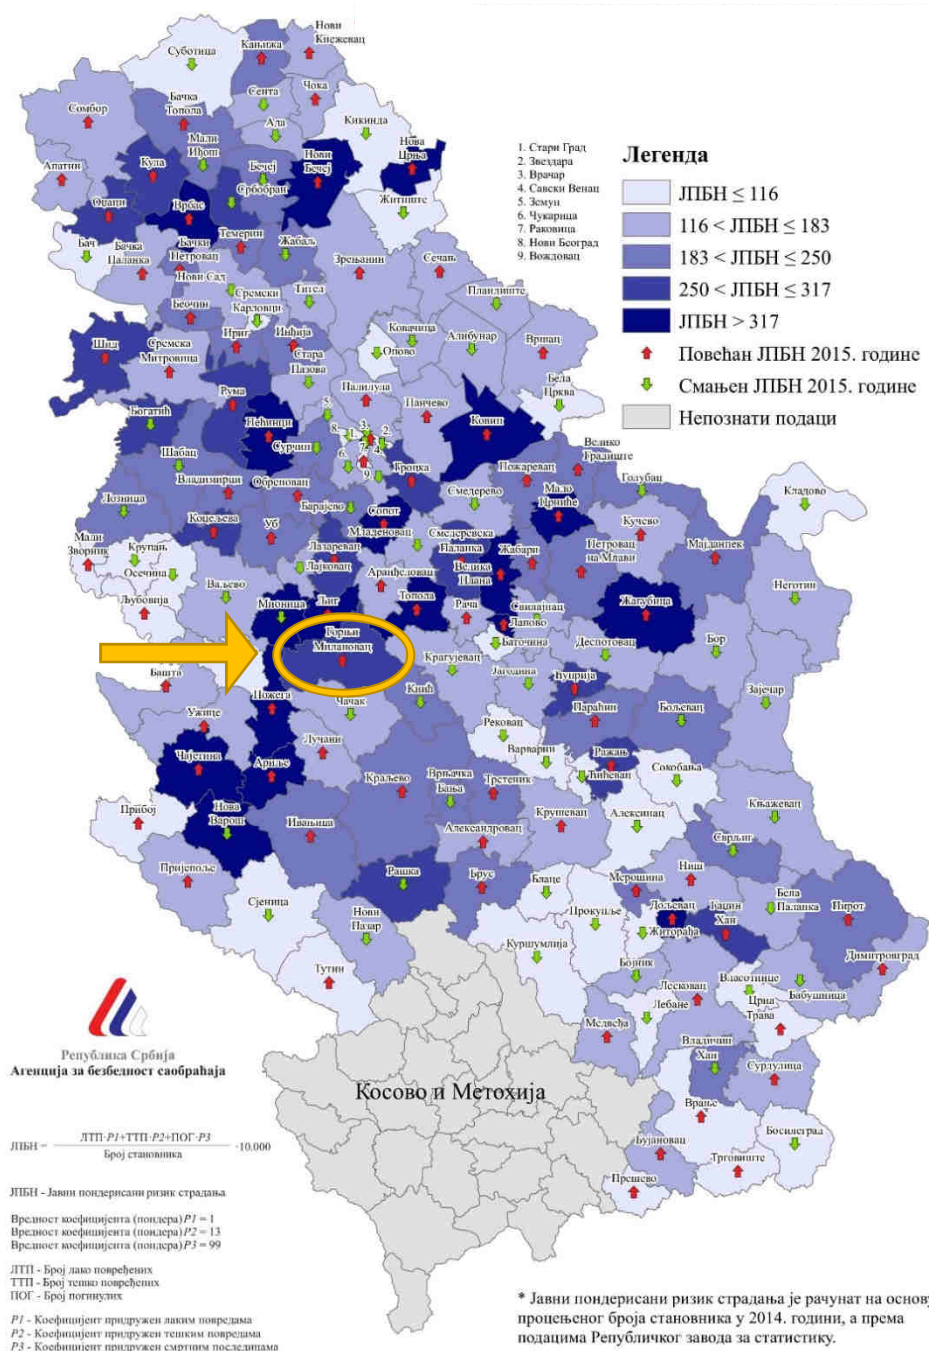 Нови
Кнежевац
Суботица
Кањижа
Сента
Чока
Сомбор
Бачка
Топола
Ада
Кикинда
Нова
Црња
Мали
Иђош
Апатин
Кула
Бечеј
Нови
Бечеј
Србобран
Житиште
Оџаци
Врбас
Бач
Бачка
Паланка
Бачки
Петровац
Темерин
Жабаљ
Зрењанин
Сечањ
Нови Сад
Сремски
Карловци
Тител
Пландиште
Беочин
Ириг
Инђија
Ковачица
Опово
Алибунар
Вршац
Шид
Сремска
Митровица
Стара
Пазова
Бела
Црква
Рума
Палилула
Панчево
Ковин
Богатић
Пећинци
Сурчин
5.
8.
1.
3.
2.
7.
4.
6.
9.
Гроцка
Шабац
Владимирци
Обреновац
Барајево
Сопот
Смедерево
Пожаревац
Велико
Градиште
Голубац
Кладово
Лозница
Коцељева
Уб
Младеновац
Мало
Црниће
Кучево
Мали
Зворник
Крупањ
Осечина
Лазаревац
Лајковац
Смедеревска
Паланка
Велика
Плана
Жабари
Петровац
на Млави
Мајданпек
Љубовија
Ваљево
Мионица
Љиг
Аранђеловац
Топола
Рача
Свилајнац
Лапово
Жагубица
Неготин
Горњи
Милановац
Баточина
Деспотовац
Бор
Башта
Крагујевац
Јагодина
Ћуприја
Пожега
Чачак
Кнић
Параћин
Бољевац
Зајечар
Ужице
Лучани
Рековац
Варварин
Ражањ
Чајетина
Ариље
Краљево
Врњачка
Бања
Трстеник
Ћићевац
Сокобања
Прибој
Нова
Варош
Ивањица
Александровац
Крушевац
Алексинац
Књажевац
Сврљиг
Пријепоље
Рашка
Брус
Блаце
Мерошина
Ниш
Бела
Паланка
Пирот
Сјеница
Нови
Пазар
Прокупље
Дољевац
Гаџин
Хан
Житорађа
Тутин
Куршумлија
Бојник
Димитровград
Лесковац
Власотинце
Бабушница
Лебане
Црна
Трава
Медвеђа
Владичин
Хан
Сурдулица
Косово и Метохија
Врање
Босилеград
Бујановац
Трговиште
Прешево
1. Стари Град
2. Звездара
3. Врачар
4. Савски Венац
5. Земун
6. Чукарица
7. Раковица
8. Нови Београд
9. Вождовац
Легенда
ЈПБН ≤ 116
116 < ЈПБН ≤ 183
183 < ЈПБН ≤ 250
250 < ЈПБН ≤ 317
ЈПБН > 317
Повећан ЈПБН 2015. године
Смањен ЈПБН 2015. године
Непознати подаци
Република Србија
Агенција за безбедност саобраћаја
ЈПБН = ЛТП·P1+ТТП·P2+ПОГ·P3 ·10.000
Број становника
ЈПБН - Јавни пондерисани ризик страдања
Вредност коефицијента (пондера) P1 = 1
Вредност коефицијента (пондера) P2 = 13
Вредност коефицијента (пондера) P3 = 99
ЛТП - Број лако повређених
ТТП - Број тешко повређених
ПОГ - Број погинулих
P1 - Коефицијент придружен лаким повредама
P2 - Коефицијент придружен тешким повредама
P3 - Коефицијент придружен смртним последицама
* Јавни пондерисани ризик страдања је рачунат на основу
процењеног броја становника у 2014. години, а према
подацима Републичког завода за статистику.